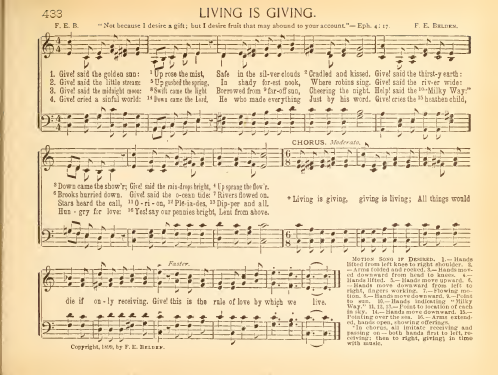 433
LIVING IS GIVING.
F. E. B. "Not because I desire a gift; but I desire fruit that may abound to your account."—Eph. 4: 17. F. E. BELDEN.
1. Give! said the golden sun: ¹ Up rose the mist, Safe in the sil-ver clouds ² Cradled and kissed. Give! said the thirst-y earth:
2. Give! said the little stream: ⁵ Up gushed the spring, In shady for-est nook, Where robins sing. Give! said the riv-er wide:
3. Give! said the midnight moon: ⁸ Swift came the light Borrowed from ⁹ far-off sun, Cheering the night. Help! said the ¹⁰ "Milky Way:"
4. Give! cried a sinful world: ¹⁴ Down came the Lord, He who made everything Just by his word. Give! cries the ¹⁵ heathen child,
CHORUS. Moderato.
³ Down came the show'r; Give! said the rain-drops bright, ⁴ Up sprang the flow'r.
⁶ Brooks hurried down. Give! said the o-cean tide: ⁷ Rivers flowed on.
Stars heard the call, ¹¹ O-ri-on, ¹² Plé-ia-des, ¹³ Dip-per and all.
Hun-gry for love: ¹⁶ Yes! say our pennies bright, Lent from above.
* Living is giving, giving is living; All things would
Faster.
die if on-ly receiving. Give! this is the rule of love by which we live.
Copyright, 1892, by F. E. BELDEN.
MOTION SONG IF DESIRED. 1.—Hands
lifted from left knee to right shoulder. 2.
—Arms folded and rocked. 3.—Hands mov-
ed downward from head to knees. 4.—
Hands lifted. 5.—Hands move upward. 6.
—Hands move downward from left to
right, fingers working. 7.—Flowing mo-
tion. 8.—Hands move downward. 9.—Point
to sun. 10.—Hands indicating "Milky
Way." 11, 12, 13.—Point to location of each
in sky. 14.—Hands move downward. 15.—
Pointing over the sea. 16.—Arms extend-
ed, hands open, showing offerings.
*In chorus, all imitate receiving and
passing on—both hands first to left, re-
ceiving; then to right, giving; in time
with music.